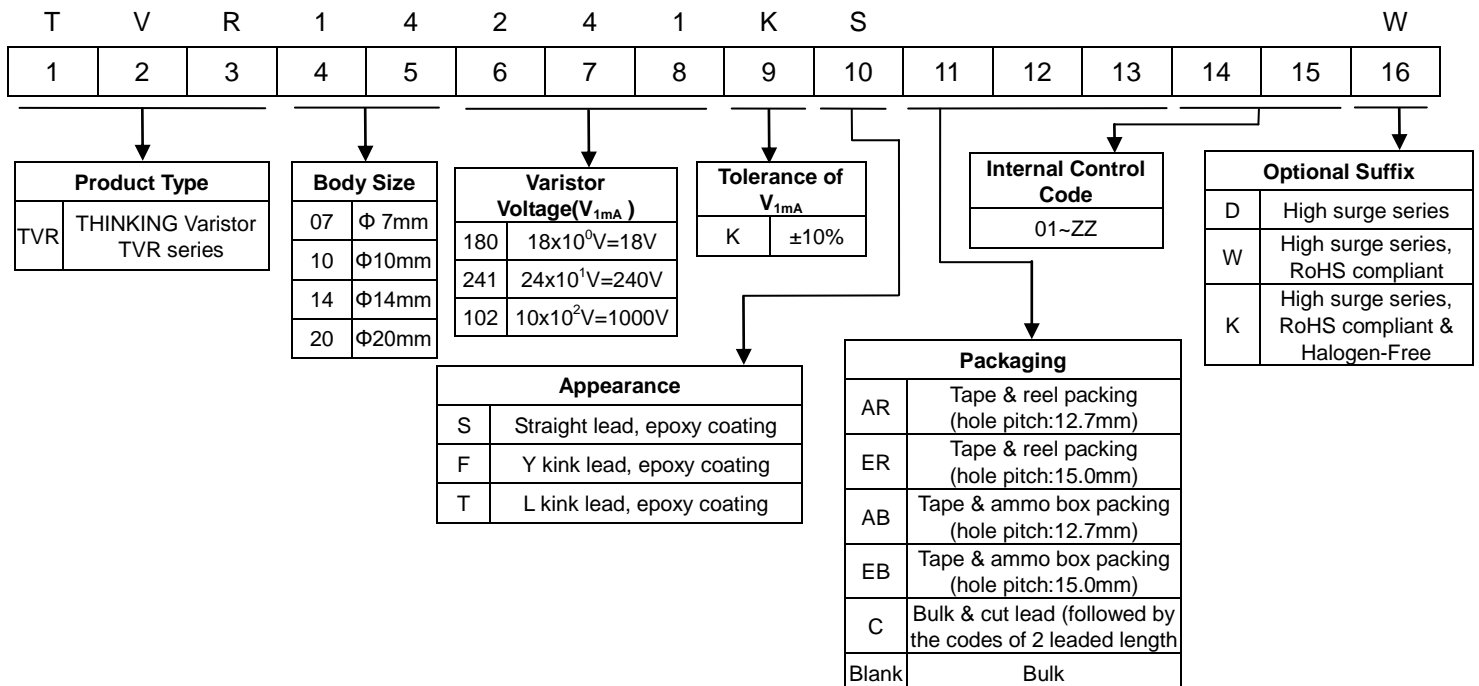 T V R 1 4 2 4 1 K S W
1 2 3 4 5 6 7 8 9 10 11 12 13 14 15 16
Product Type
TVR THINKING Varistor
TVR series
Body Size
07 Φ 7mm
10 Φ10mm
14 Φ14mm
20 Φ20mm
Varistor
Voltage(V1mA )
180 18x10⁰V=18V
241 24x10¹V=240V
102 10x10²V=1000V
Tolerance of
V1mA
K ±10%
Internal Control
Code
01~ZZ
Optional Suffix
D High surge series
W High surge series,
RoHS compliant
K High surge series,
RoHS compliant &
Halogen-Free
Appearance
S Straight lead, epoxy coating
F Y kink lead, epoxy coating
T L kink lead, epoxy coating
Packaging
AR Tape & reel packing
(hole pitch:12.7mm)
ER Tape & reel packing
(hole pitch:15.0mm)
AB Tape & ammo box packing
(hole pitch:12.7mm)
EB Tape & ammo box packing
(hole pitch:15.0mm)
C Bulk & cut lead (followed by
the codes of 2 leaded length
Blank Bulk